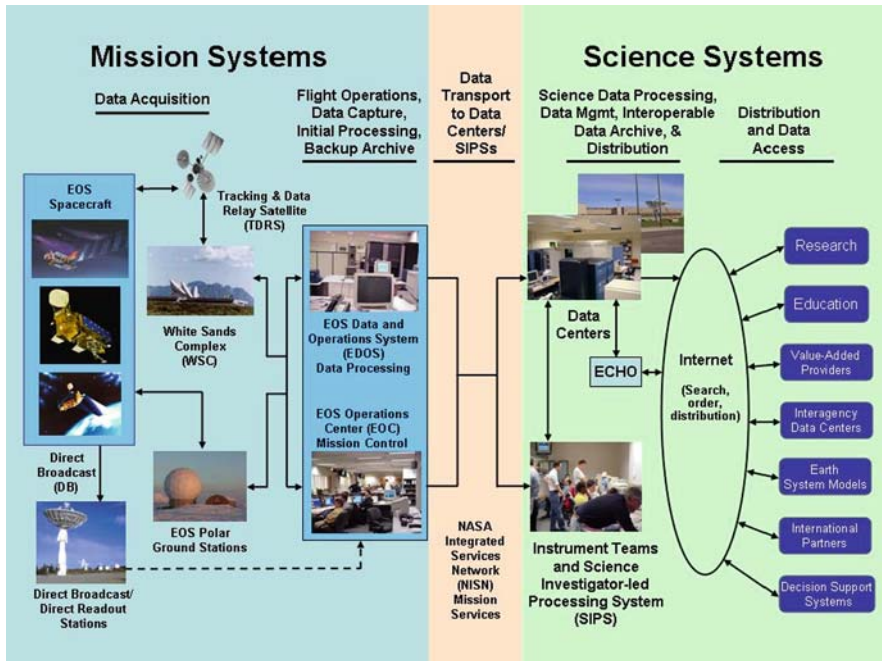 Mission Systems
Science Systems
Data Acquisition
Flight Operations,
Data Capture,
Initial Processing,
Backup Archive
Data
Transport
to Data
Centers/
SIPSs
Science Data Processing,
Data Mgmt, Interoperable
Data Archive, &
Distribution
Distribution
and Data
Access
EOS
Spacecraft
Tracking & Data
Relay Satellite
(TDRS)
White Sands
Complex
(WSC)
EOS Data and
Operations System
(EDOS)
Data Processing
EOS Operations
Center (EOC)
Mission Control
Direct
Broadcast
(DB)
EOS Polar
Ground Stations
Direct Broadcast/
Direct Readout
Stations
NASA
Integrated
Services
Network
(NISN)
Mission
Services
Data
Centers
ECHO
Instrument Teams
and Science
Investigator-led
Processing System
(SIPS)
Internet
(Search,
order,
distribution)
Research
Education
Value-Added
Providers
Interagency
Data Centers
Earth
System Models
International
Partners
Decision Support
Systems